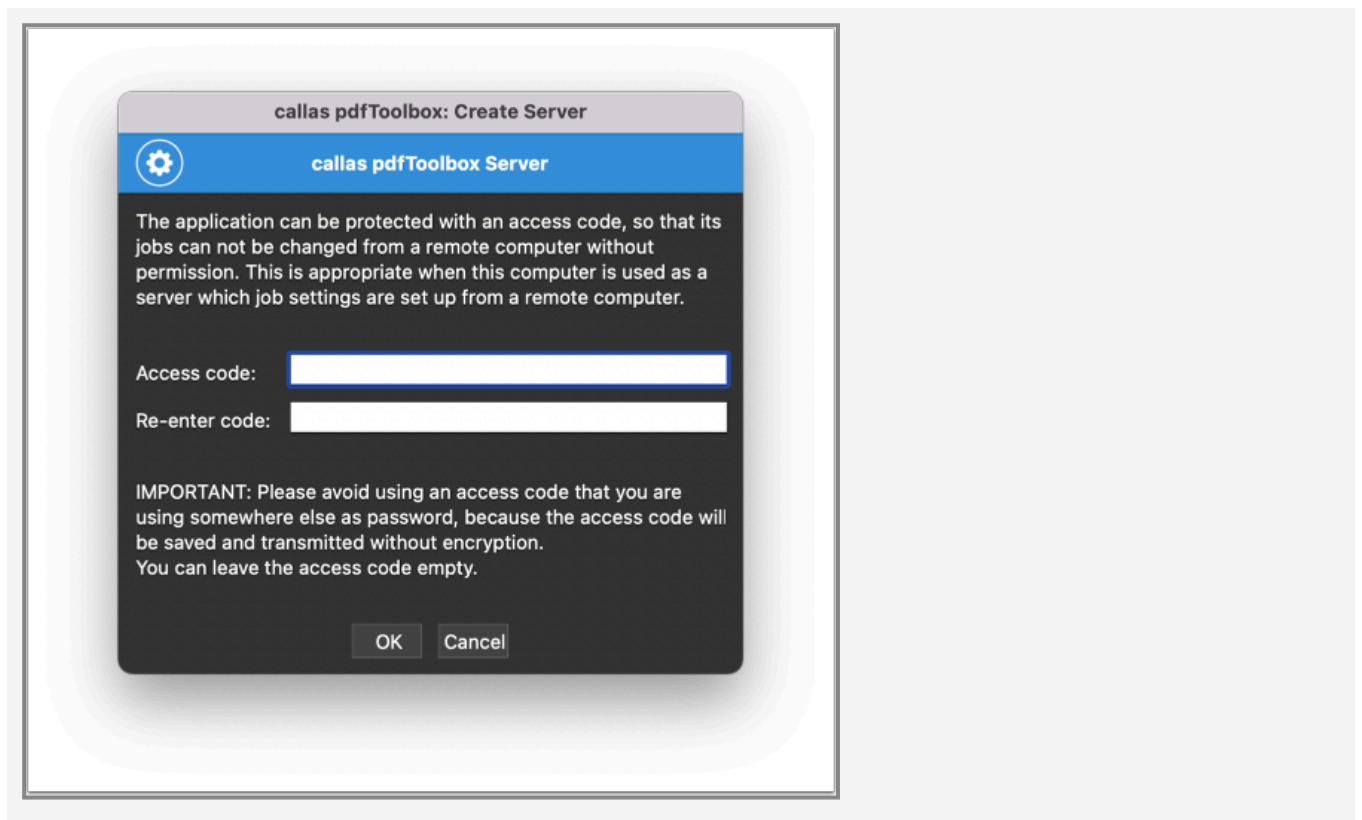 callas pdfToolbox: Create Server
callas pdfToolbox Server
The application can be protected with an access code, so that its
jobs can not be changed from a remote computer without
permission. This is appropriate when this computer is used as a
server which job settings are set up from a remote computer.
Access code:
Re-enter code:
IMPORTANT: Please avoid using an access code that you are
using somewhere else as password, because the access code will
be saved and transmitted without encryption.
You can leave the access code empty.
OK Cancel